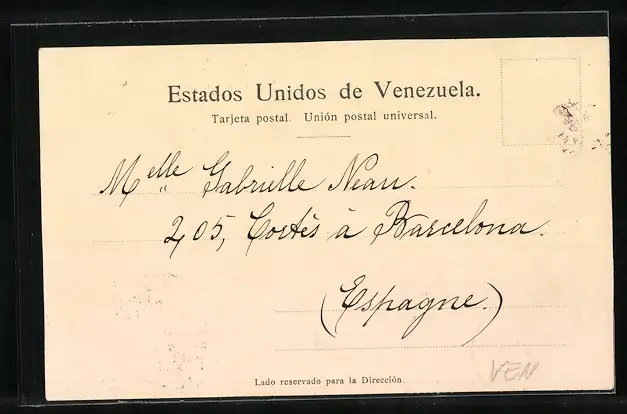 Estados Unidos de Venezuela.
Tarjeta postal. Unión postal universal.
Melle Gabrielle Neau.
205, Cortés à Barcelona.
(Espagne.)
Lado reservado para la Dirección.
VEN